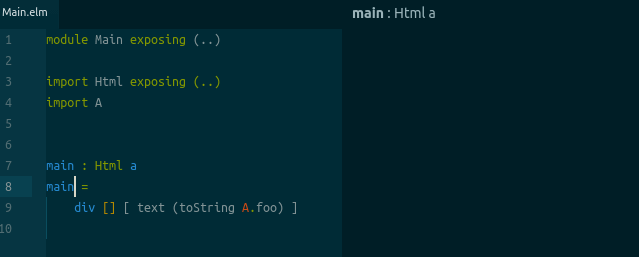 Main.elm
1 module Main exposing (..)
2
3 import Html exposing (..)
4 import A
5
6
7 main : Html a
8 main =
9 div [] [ text (toString A.foo) ]
10
main : Html a